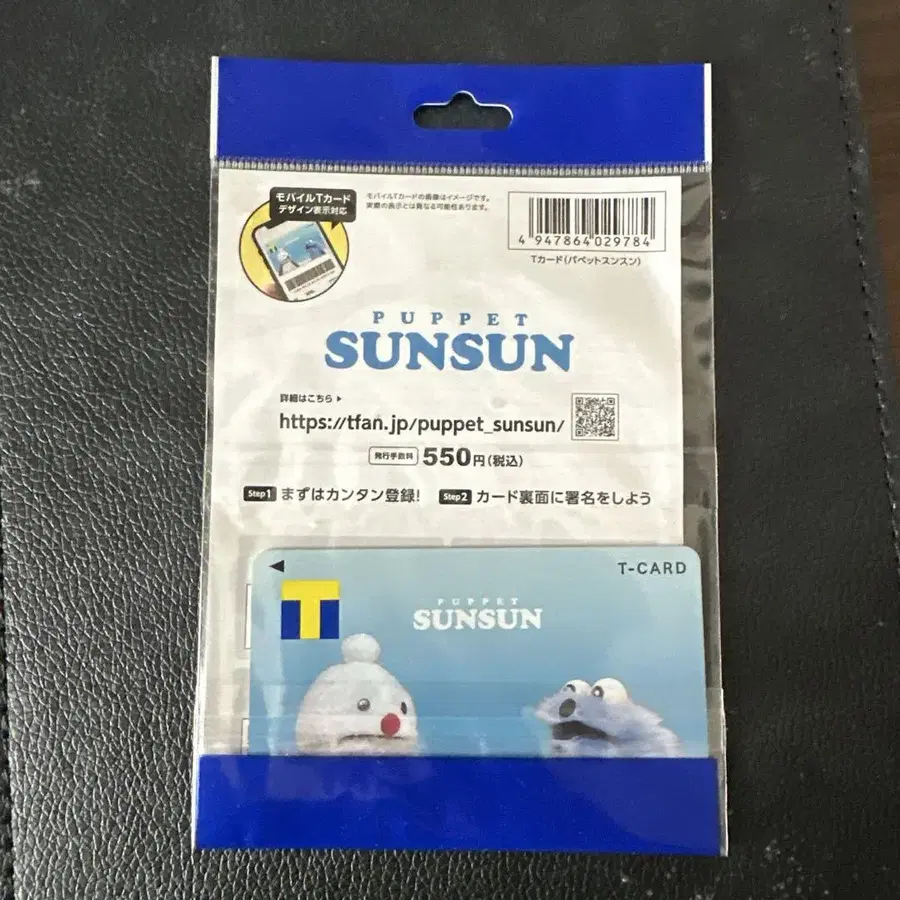 モバイルTカード
デザイン表示対応
モバイルTカードの画像はイメージです。
実際の表示とは異なる可能性あります。
4 947864 029784
Tカード(パペットスンスン)
PUPPET
SUNSUN
詳細はこちら▶
https://tfan.jp/puppet_sunsun/
発行手数料 550円(税込)
Step1 まずはカンタン登録! Step2 カード裏面に署名をしよう
T-CARD
T
PUPPET
SUNSUN